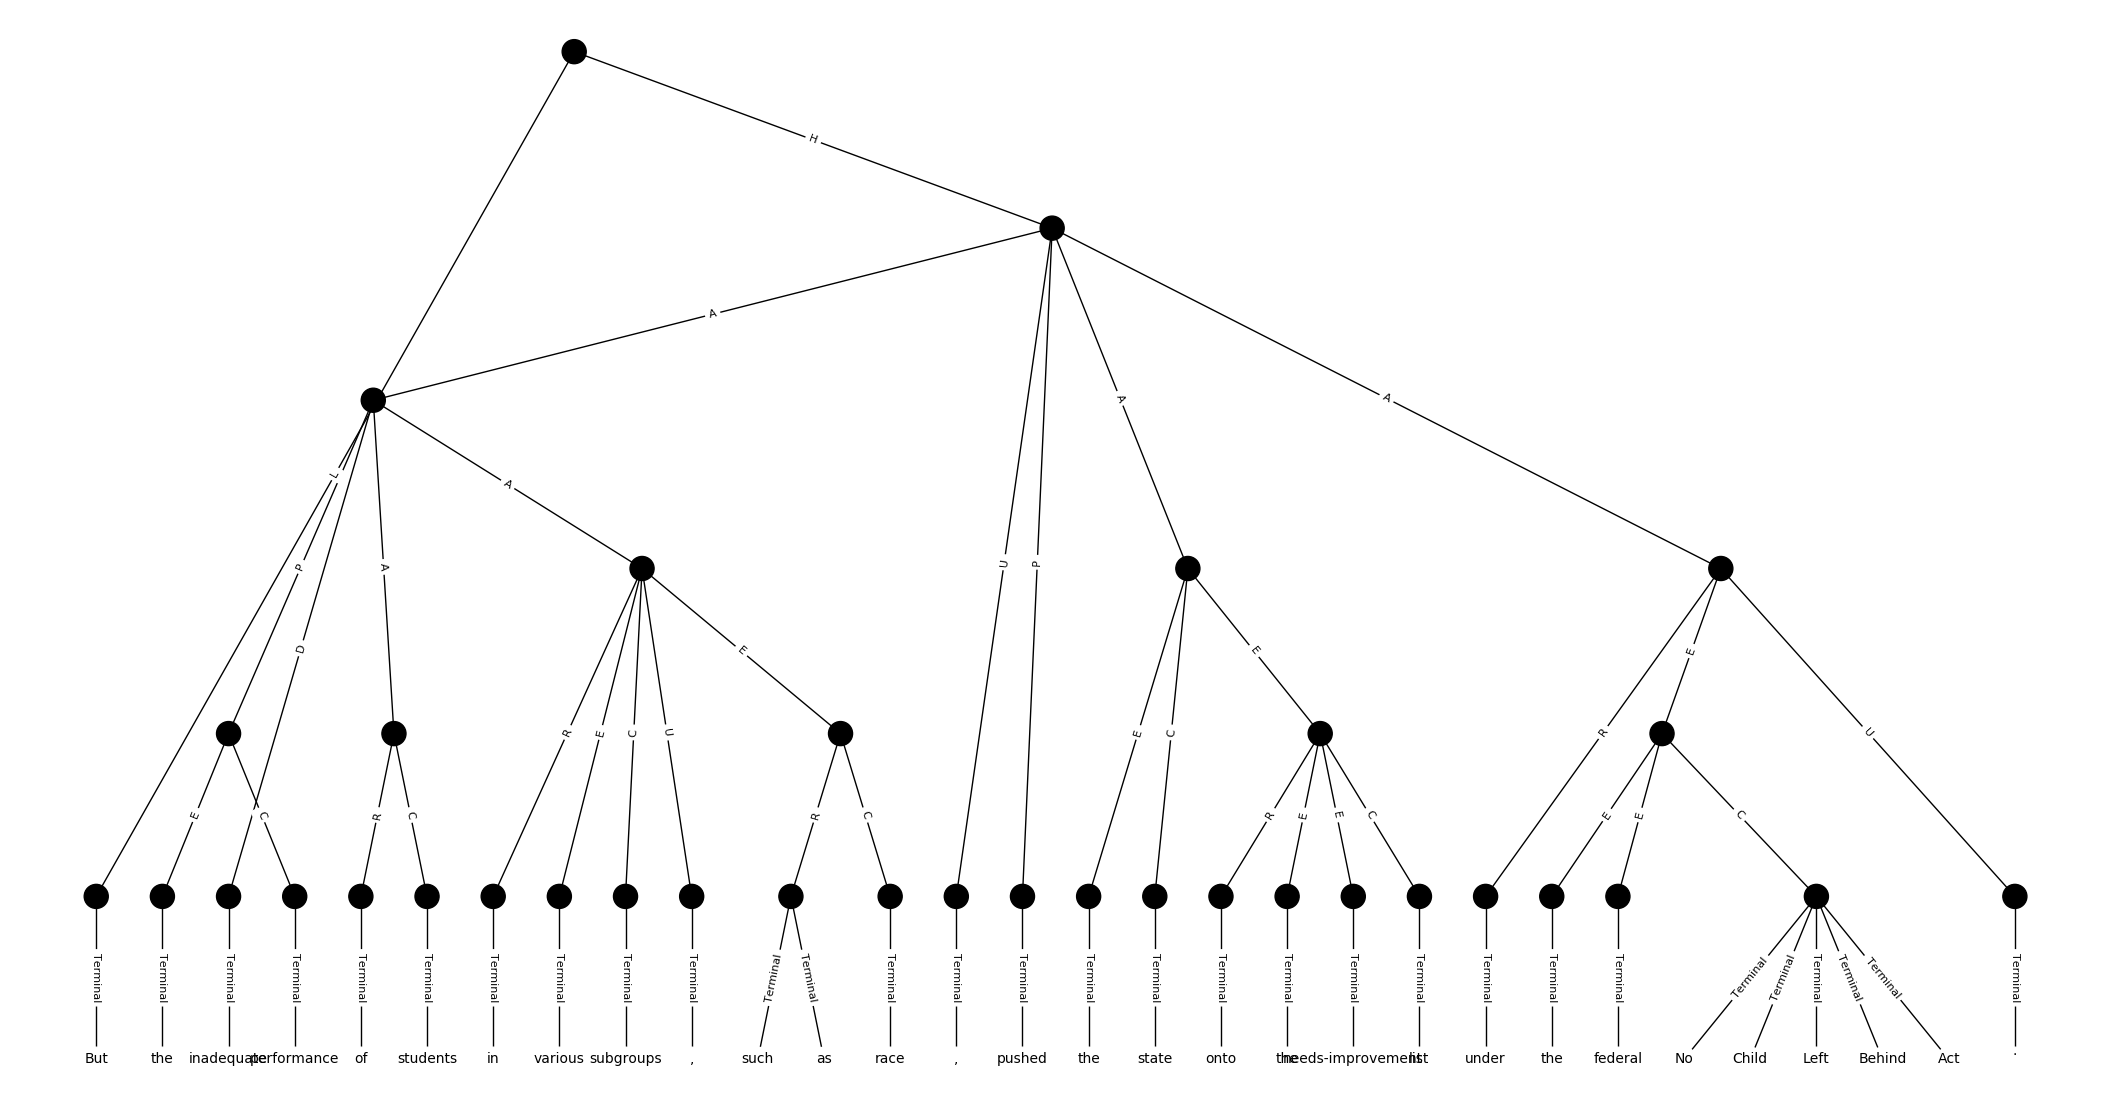 H
A
L
A
A
U
P
A
P
A
D
E
E
E
R
E
C
U
E
C
R
U
E
C
R
C
R
C
R
E
E
C
E
E
C
Terminal Terminal Terminal Terminal Terminal Terminal Terminal Terminal Terminal Terminal Terminal Terminal Terminal Terminal Terminal Terminal Terminal Terminal Terminal Terminal Terminal Terminal Terminal Terminal Terminal Terminal Terminal Terminal Terminal Terminal
But the inadequate performance of students in various subgroups , such as race , pushed the state onto the needs-improvement list under the federal No Child Left Behind Act .